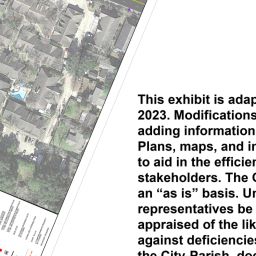 This exhibit is adap
2023. Modifications
adding information
Plans, maps, and in
to aid in the efficien
stakeholders. The C
an “as is” basis. Un
representatives be
appraised of the lik
against deficiencies
the City-Parish, doe